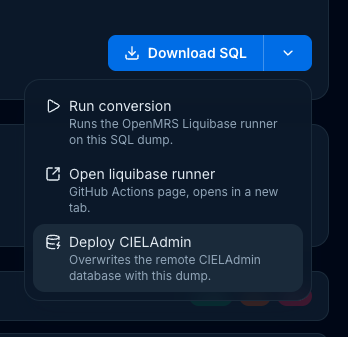 Download SQL
Run conversion
Runs the OpenMRS Liquibase runner
on this SQL dump.
Open liquibase runner
GitHub Actions page, opens in a new
tab.
Deploy CIELAdmin
Overwrites the remote CIELAdmin
database with this dump.